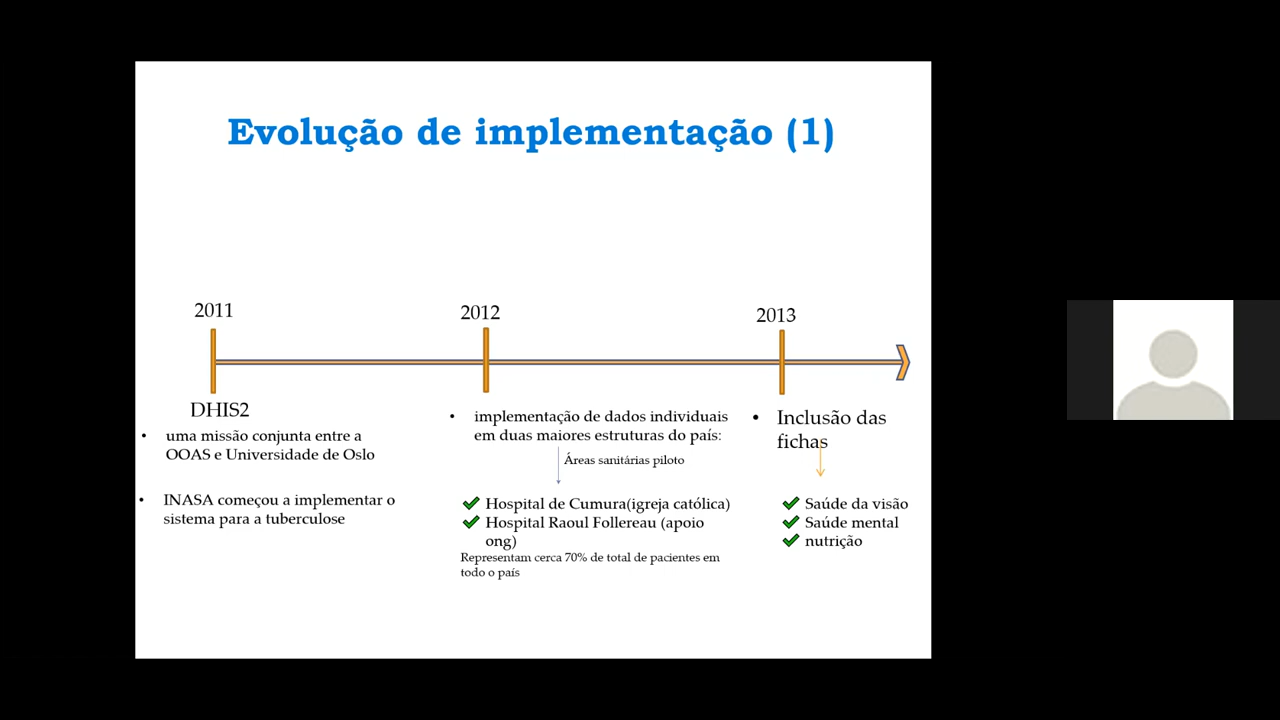 Evolução de implementação (1)
2011
2012
2013
DHIS2
• uma missão conjunta entre a
OOAS e Universidade de Oslo
• INASA começou a implementar o
sistema para a tuberculose
• implementação de dados individuais
em duas maiores estruturas do país:
Áreas sanitárias piloto
Hospital de Cumura(igreja católica)
Hospital Raoul Follereau (apoio
ong)
Representam cerca 70% de total de pacientes em
todo o país
• Inclusão das
fichas
Saúde da visão
Saúde mental
nutrição